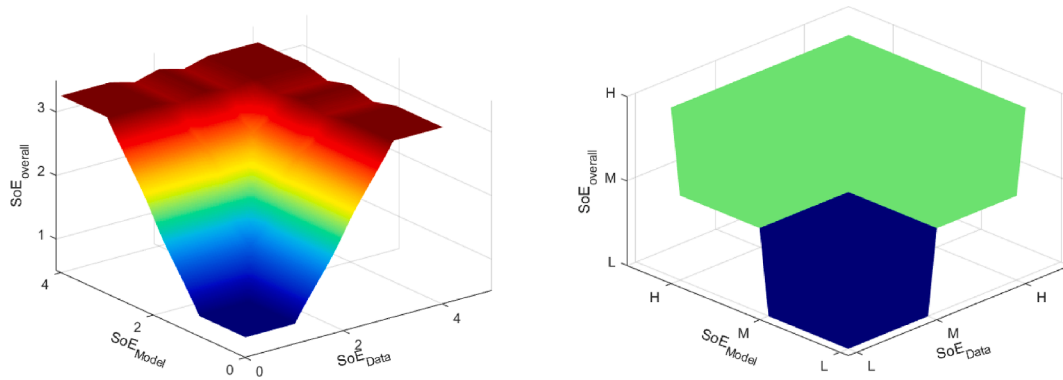 3
2
1
SoE_overall
4
2
0
SoE_Model
0
2
4
SoE_Data
H
M
L
SoE_overall
H
M
L
SoE_Model
L
M
H
SoE_Data